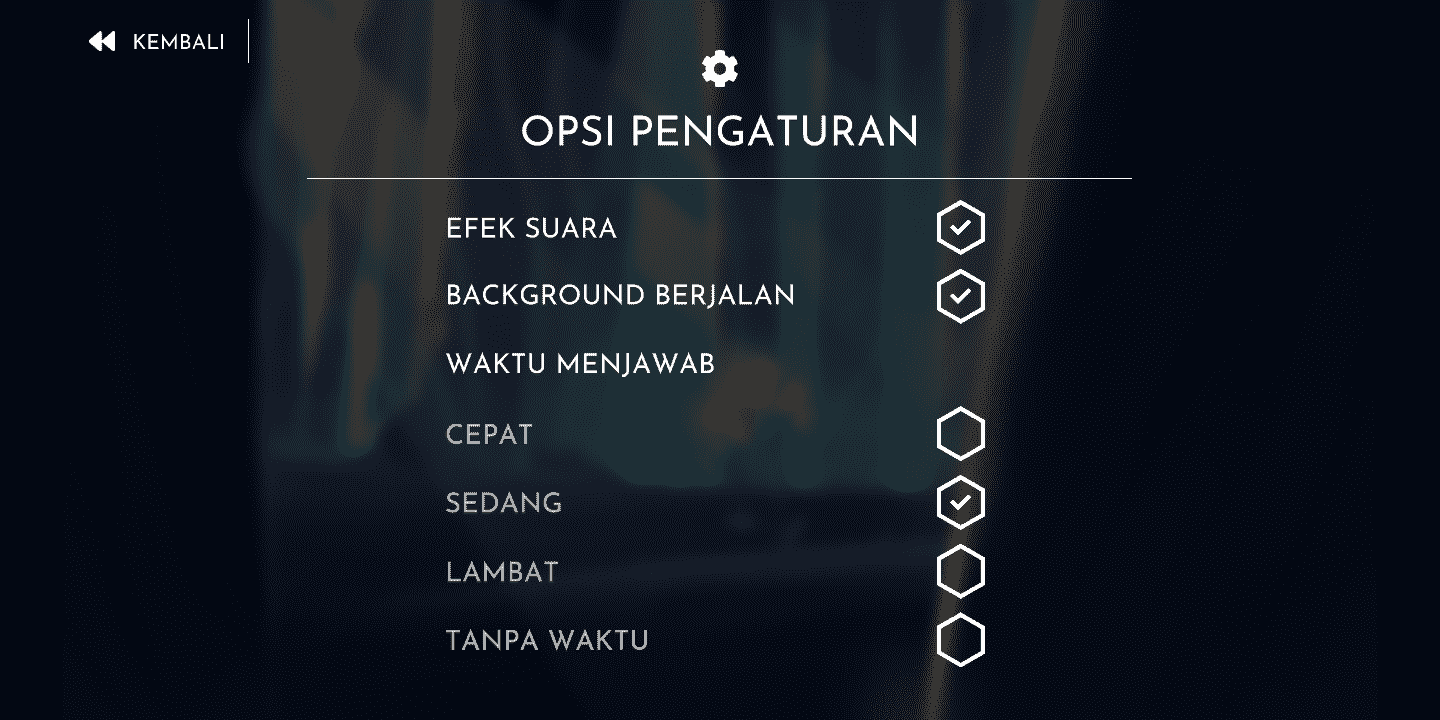 KEMBALI
OPSI PENGATURAN
EFEK SUARA
BACKGROUND BERJALAN
WAKTU MENJAWAB
CEPAT
SEDANG
LAMBAT
TANPA WAKTU